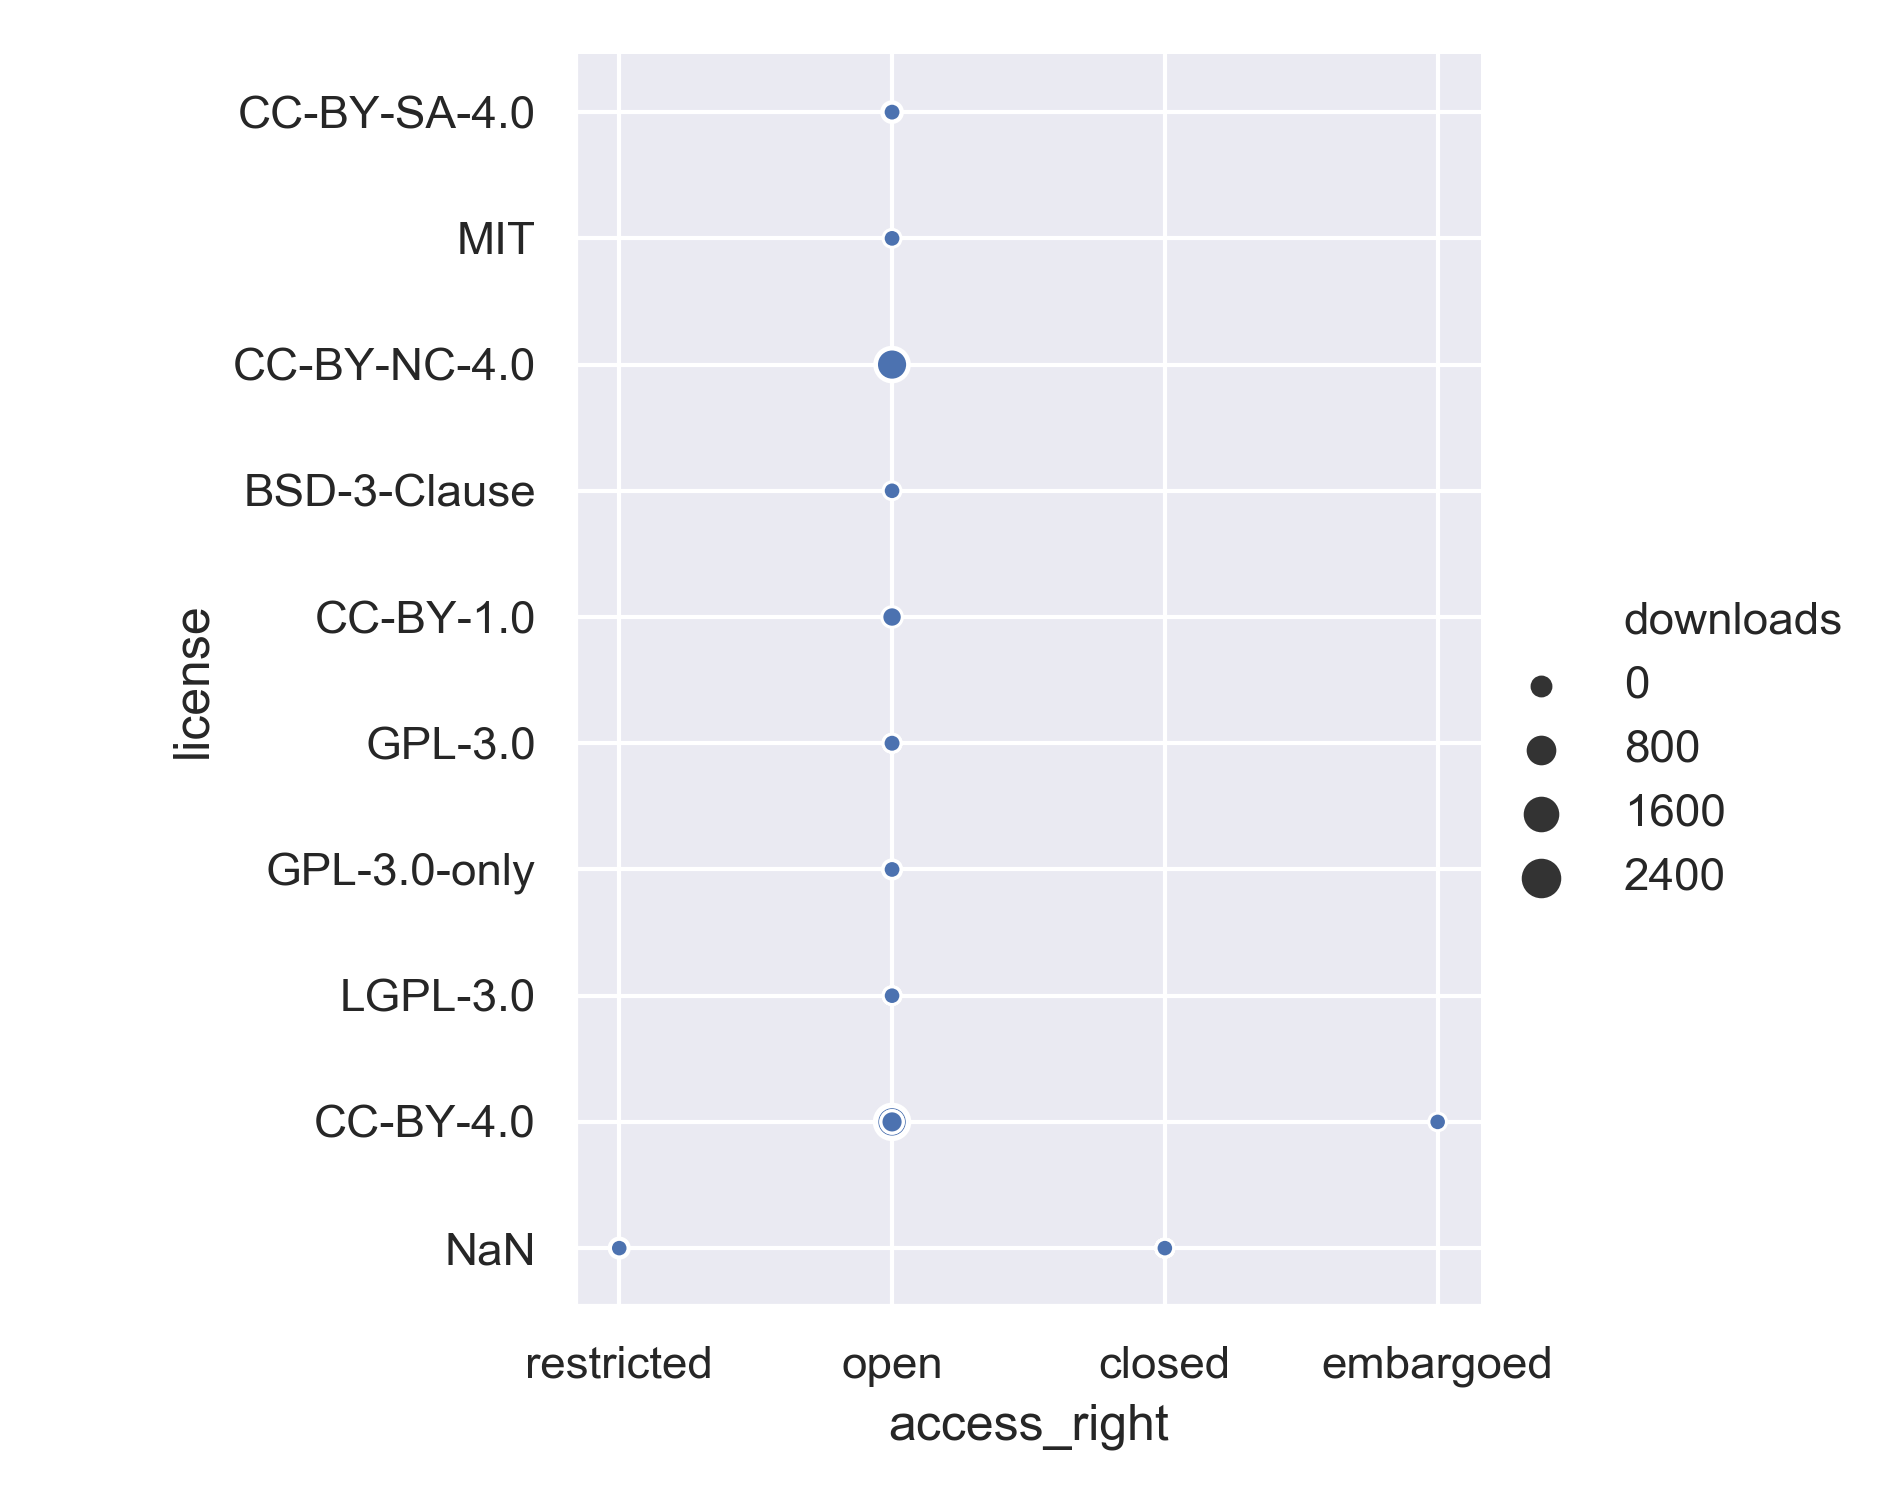 CC-BY-SA-4.0
MIT
CC-BY-NC-4.0
BSD-3-Clause
CC-BY-1.0
GPL-3.0
GPL-3.0-only
LGPL-3.0
CC-BY-4.0
NaN
license
restricted open closed embargoed
access_right
downloads
0
800
1600
2400